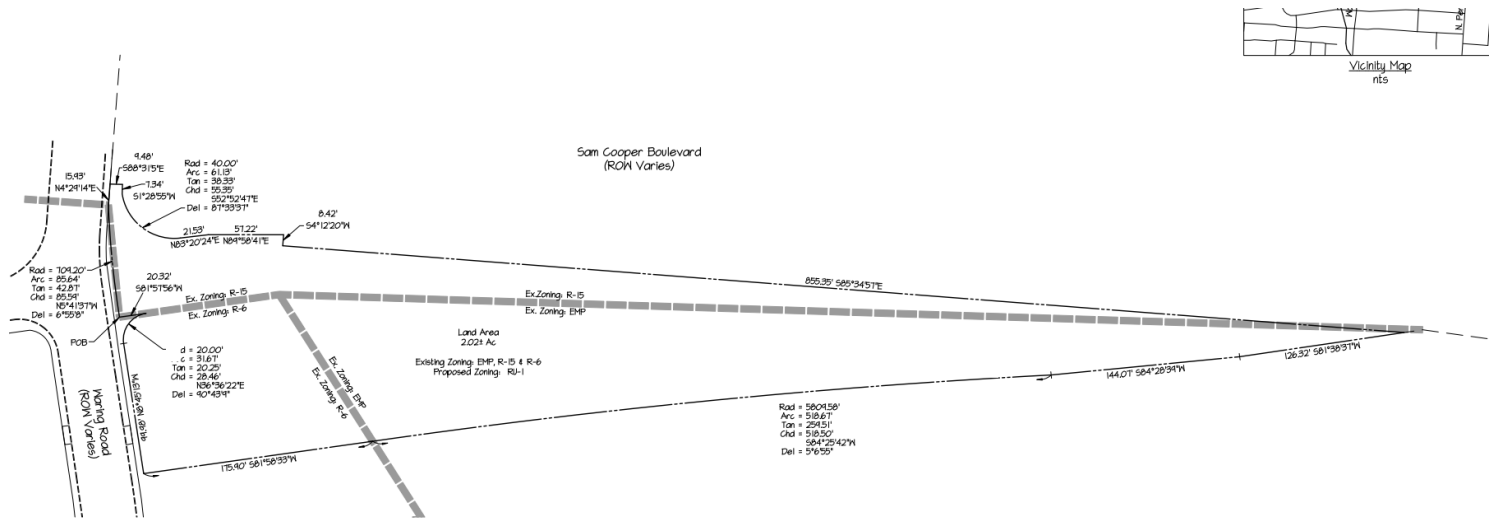 N. Par
Vicinity Map
nts
Sam Cooper Boulevard
(ROW Varies)
9.48'
S88°31'5"E
15.93'
N4°29'14"E
7.34'
S1°28'55"W
Rad = 40.00'
Arc = 61.13'
Tan = 38.33'
Chd = 55.35'
S52°52'47"E
Del = 87°33'37"
21.53'
N83°20'24"E
57.22'
N89°58'41"E
8.42'
S4°12'20"W
855.35' S85°34'57"E
Rad = 709.20'
Arc = 85.64'
Tan = 42.87'
Chd = 85.59'
N5°41'37"W
Del = 6°55'8"
20.32'
S81°57'56"W
Ex. Zoning: R-15
Ex. Zoning: R-6
Ex.Zoning: R-15
Ex. Zoning: EMP
POB
d = 20.00'
c = 31.67'
Tan = 20.25'
Chd = 28.46'
N36°36'22"E
Del = 90°43'9"
Land Area
2.02± Ac
Existing Zoning: EMP, R-15 & R-6
Proposed Zoning: RU-1
Ex. Zoning: EMP
Ex. Zoning: R-6
Waring Road
(ROW Varies)
175.90' S81°58'33"W
Rad = 5809.58'
Arc = 518.67'
Tan = 259.51'
Chd = 518.50'
S84°25'42"W
Del = 5°6'55"
144.07' S84°28'39"W
126.32' S81°38'37"W